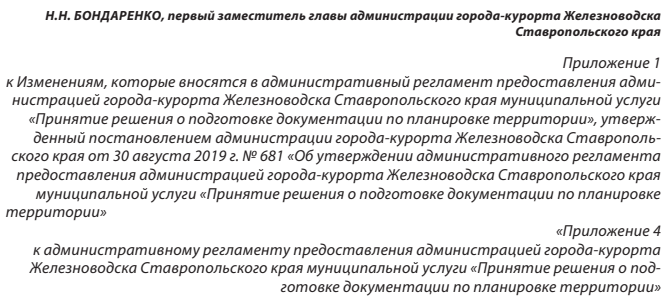 Н.Н. БОНДАРЕНКО, первый заместитель главы администрации города-курорта Железноводска
Ставропольского края
Приложение 1
к Изменениям, которые вносятся в административный регламент предоставления адми-
нистрацией города-курорта Железноводска Ставропольского края муниципальной услуги
«Принятие решения о подготовке документации по планировке территории», утверж-
денный постановлением администрации города-курорта Железноводска Ставрополь-
ского края от 30 августа 2019 г. № 681 «Об утверждении административного регламента
предоставления администрацией города-курорта Железноводска Ставропольского края
муниципальной услуги «Принятие решения о подготовке документации по планировке
территории»
«Приложение 4
к административному регламенту предоставления администрацией города-курорта
Железноводска Ставропольского края муниципальной услуги «Принятие решения о под-
готовке документации по планировке территории»